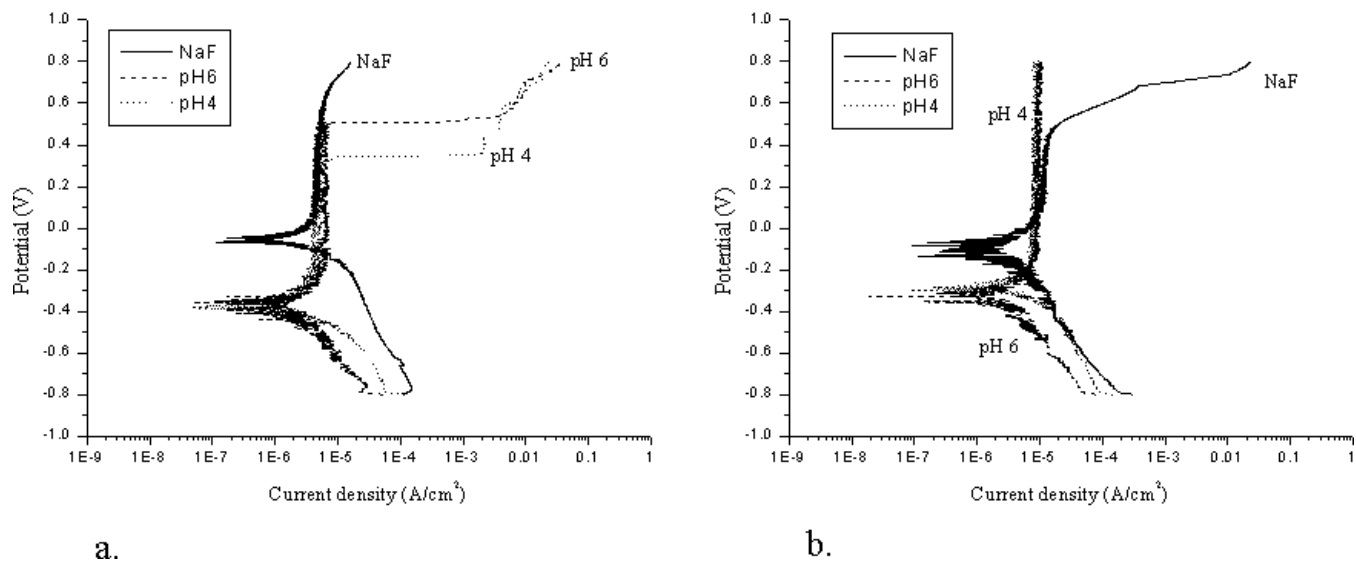 NaF
pH6
pH4
NaF
pH 6
pH 4
1.0
0.8
0.6
0.4
0.2
0.0
-0.2
-0.4
-0.6
-0.8
-1.0
Potential (V)
1E-9 1E-8 1E-7 1E-6 1E-5 1E-4 1E-3 0.01 0.1 1
Current density (A/cm²)
a.
NaF
pH6
pH4
NaF
pH 4
pH 6
1.0
0.8
0.6
0.4
0.2
0.0
-0.2
-0.4
-0.6
-0.8
-1.0
Potential (V)
1E-9 1E-8 1E-7 1E-6 1E-5 1E-4 1E-3 0.01 0.1 1
Current density (A/cm²)
b.